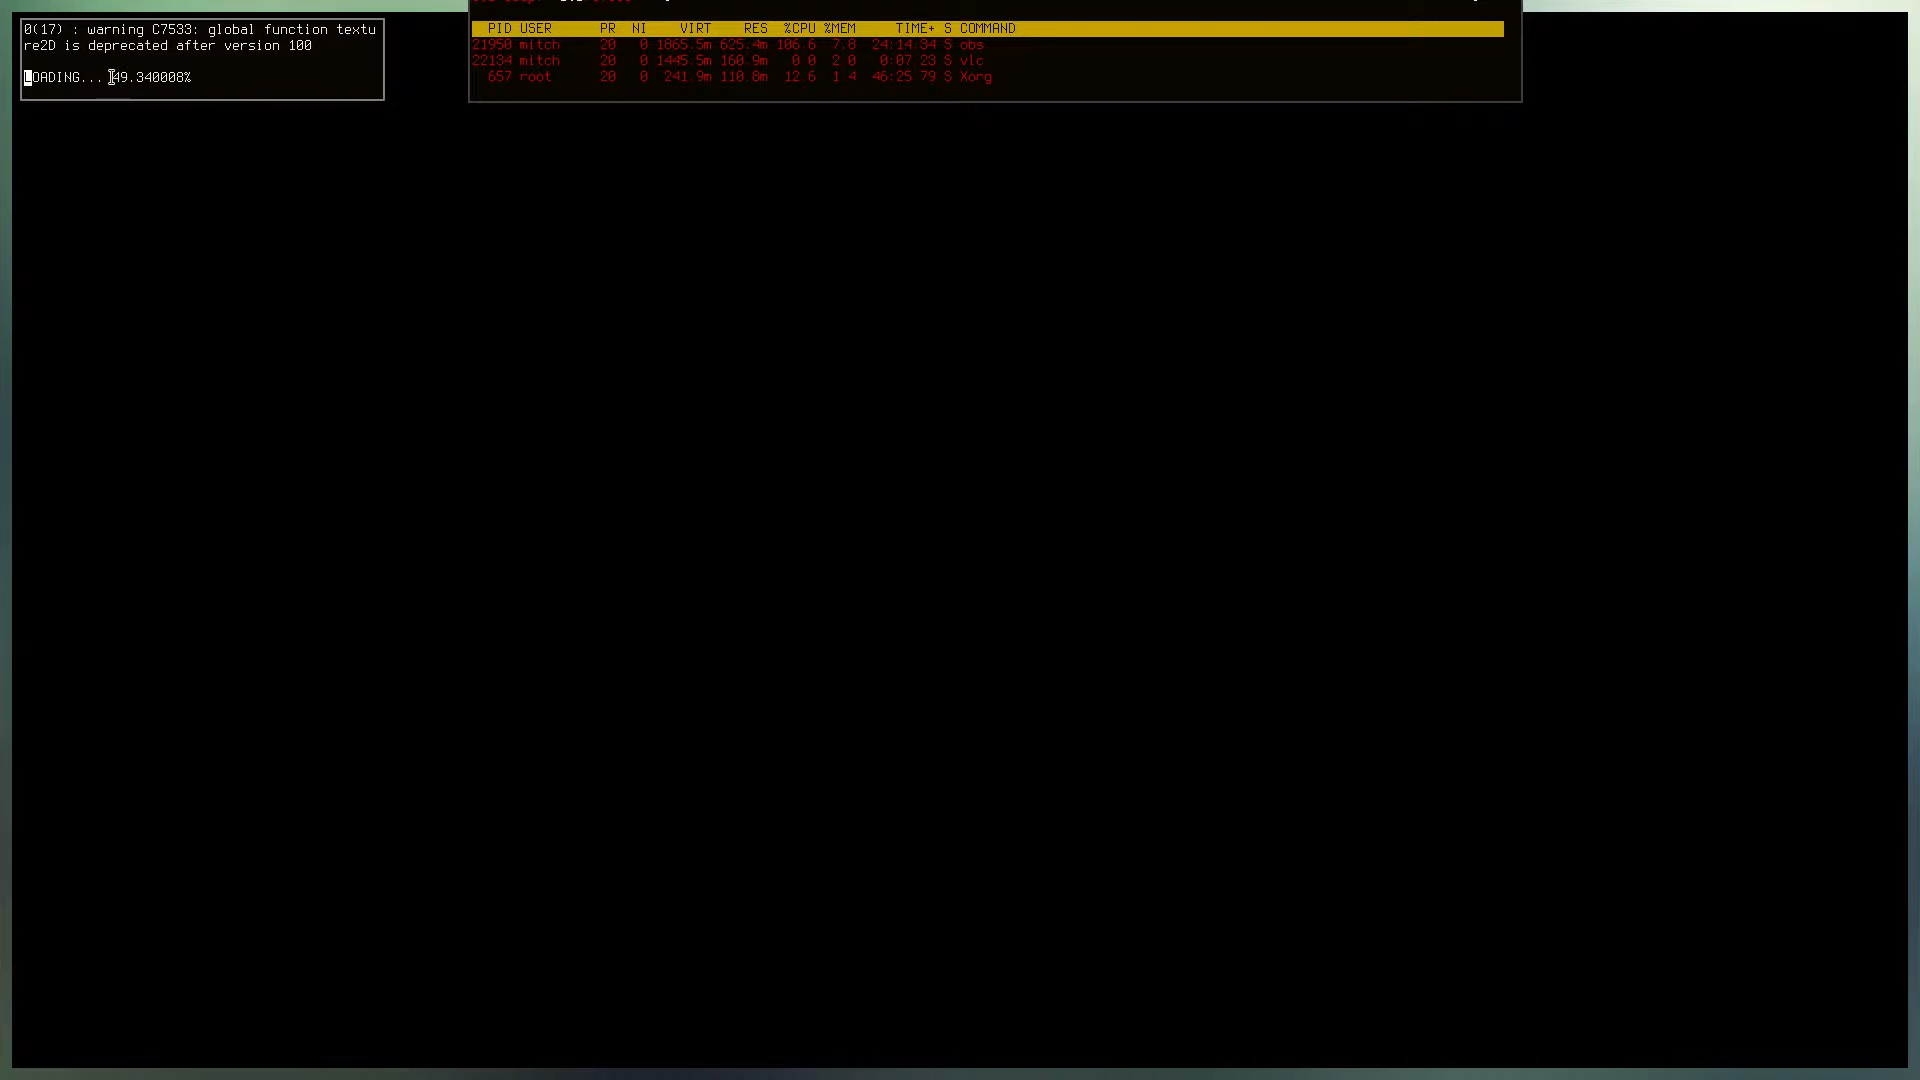 0(17) : warning C7533: global function textu
re2D is deprecated after version 100
LOADING... 49.340008%
PID USER PR NI VIRT RES %CPU %MEM TIME+ S COMMAND
21950 mitch 20 0 1865.5m 625.4m 106.6 7.8 24:14.34 S obs
22134 mitch 20 0 1445.5m 160.9m 0.0 2.0 0:07.23 S vlc
657 root 20 0 241.9m 110.8m 12.6 1.4 46:25.79 S Xorg